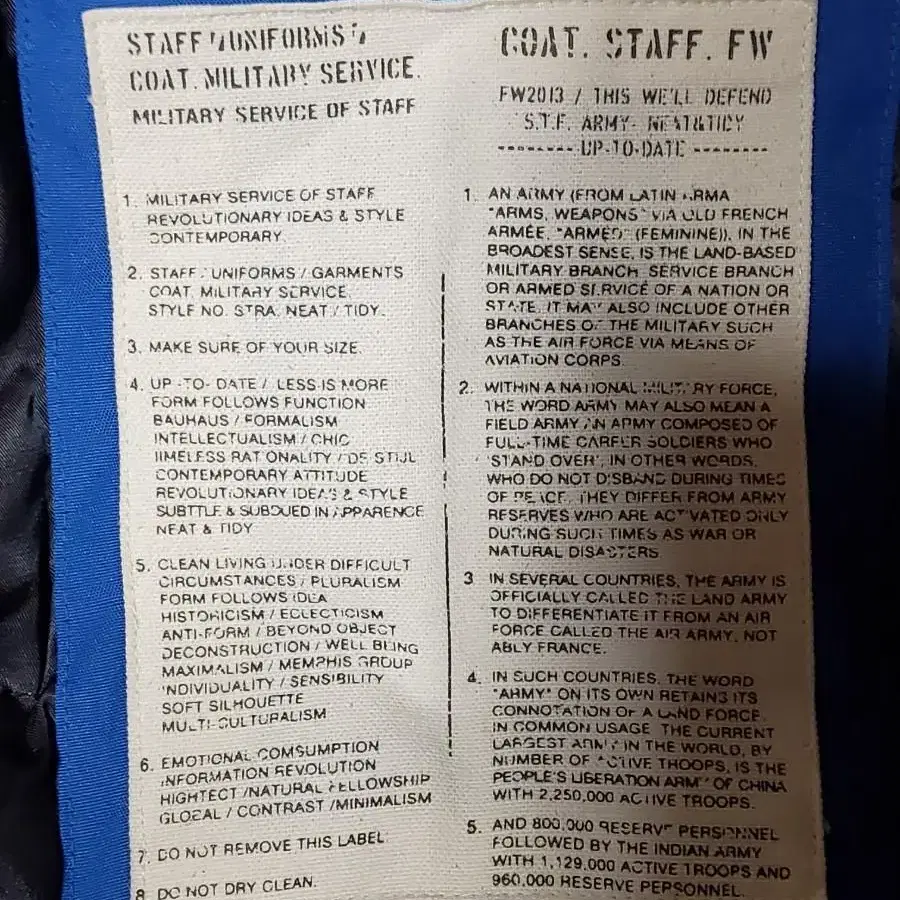 STAFF "UNIFORMS"
COAT. MILITARY SERVICE.
MILITARY SERVICE OF STAFF
1. MILITARY SERVICE OF STAFF
REVOLUTIONARY IDEAS & STYLE
CONTEMPORARY.
2. STAFF. UNIFORMS / GARMENTS
COAT. MILITARY SERVICE.
STYLE NO. STRA. NEAT / TIDY.
3. MAKE SURE OF YOUR SIZE.
4. UP -TO- DATE / LESS IS MORE
FORM FOLLOWS FUNCTION
BAUHAUS / FORMALISM
INTELLECTUALISM / CHIC
TIMELESS RATIONALITY / DE STIJL
CONTEMPORARY ATTITUDE
REVOLUTIONARY IDEAS & STYLE
SUBTTLE & SUBDUED IN APPARENCE
NEAT & TIDY
5. CLEAN LIVING UNDER DIFFICULT
CIRCUMSTANCES / PLURALISM
FORM FOLLOWS IDEA
HISTORICISM / ECLECTICISM
ANTI-FORM / BEYOND OBJECT
DECONSTRUCTION / WELL BEING
MAXIMALISM / MEMPHIS GROUP
INDIVIDUALITY / SENSIBILITY
SOFT SILHOUETTE
MULTI-CULTURALISM
6. EMOTIONAL COMSUMPTION
INFORMATION REVOLUTION
HIGHTECT /NATURAL FELLOWSHIP
GLOBAL / CONTRAST /MINIMALISM
7. DO NOT REMOVE THIS LABEL
8 DO NOT DRY CLEAN.
COAT. STAFF. FW
FW2013 / THIS WE'LL DEFEND
S.T.F. ARMY- NEAT&TIDY
-------- UP-TO-DATE --------
1. AN ARMY (FROM LATIN ARMA
"ARMS, WEAPONS" VIA OLD FRENCH
ARMÉE, "ARMED" (FEMININE)), IN THE
BROADEST SENSE, IS THE LAND-BASED
MILITARY BRANCH, SERVICE BRANCH
OR ARMED SERVICE OF A NATION OR
STATE. IT MAY ALSO INCLUDE OTHER
BRANCHES OF THE MILITARY SUCH
AS THE AIR FORCE VIA MEANS OF
AVIATION CORPS.
2. WITHIN A NATIONAL MILITARY FORCE,
THE WORD ARMY MAY ALSO MEAN A
FIELD ARMY AN ARMY COMPOSED OF
FULL-TIME CAREER SOLDIERS WHO
'STAND OVER', IN OTHER WORDS,
WHO DO NOT DISBAND DURING TIMES
OF PEACE. THEY DIFFER FROM ARMY
RESERVES WHO ARE ACTIVATED ONLY
DURING SUCH TIMES AS WAR OR
NATURAL DISASTERS.
3 IN SEVERAL COUNTRIES, THE ARMY IS
OFFICIALLY CALLED THE LAND ARMY
TO DIFFERENTIATE IT FROM AN AIR
FORCE CALLED THE AIR ARMY, NOT
ABLY FRANCE.
4. IN SUCH COUNTRIES, THE WORD
"ARMY" ON ITS OWN RETAINS ITS
CONNOTATION OF A LAND FORCE
IN COMMON USAGE. THE CURRENT
LARGEST ARMY IN THE WORLD, BY
NUMBER OF ACTIVE TROOPS, IS THE
PEOPLE'S LIBERATION ARMY OF CHINA
WITH 2,250,000 ACTIVE TROOPS.
5. AND 800,000 RESERVE PERSONNEL
FOLLOWED BY THE INDIAN ARMY
WITH 1,129,000 ACTIVE TROOPS AND
960,000 RESERVE PERSONNEL.